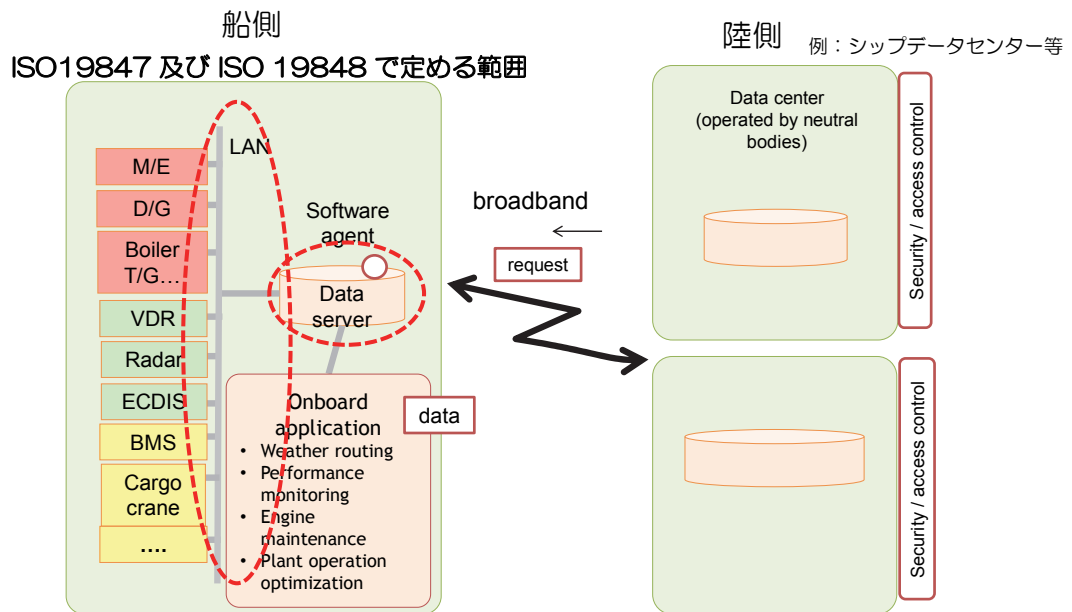 船側
ISO19847 及び ISO 19848 で定める範囲
LAN
M/E
D/G
Boiler
T/G…
VDR
Radar
ECDIS
BMS
Cargo
crane
….
Software
agent
Data
server
Onboard
application
• Weather routing
• Performance
monitoring
• Engine
maintenance
• Plant operation
optimization
data
broadband
request
陸側
例：シップデータセンター等
Data center
(operated by neutral
bodies)
Security / access control
Security / access control